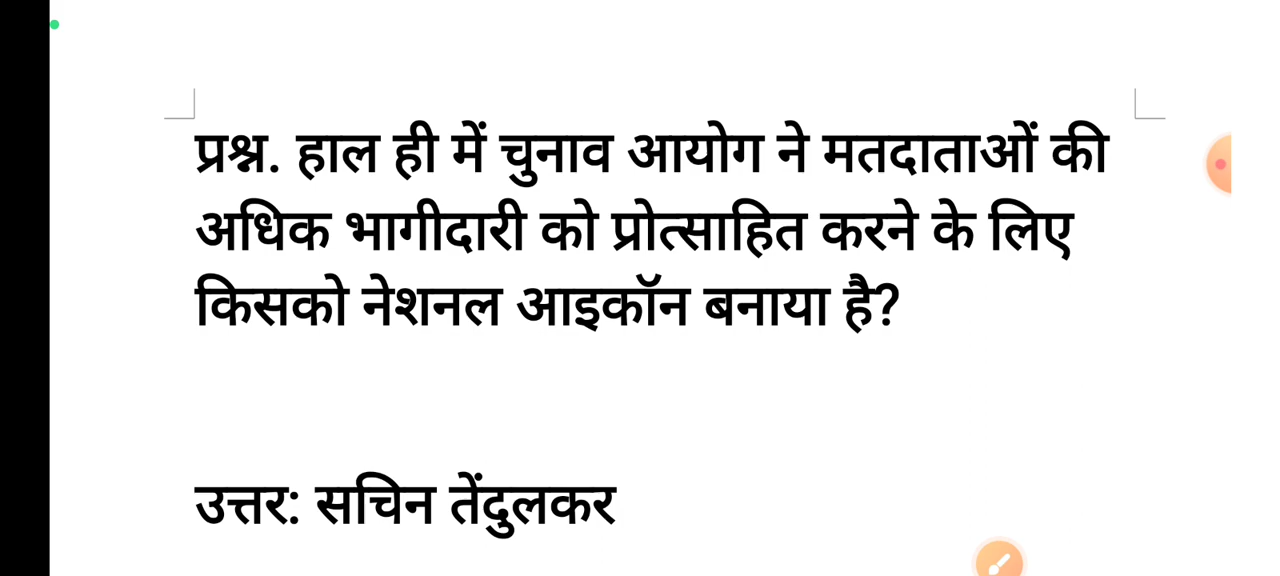 प्रश्न. हाल ही में चुनाव आयोग ने मतदाताओं की
अधिक भागीदारी को प्रोत्साहित करने के लिए
किसको नेशनल आइकॉन बनाया है?
उत्तर: सचिन तेंदुलकर